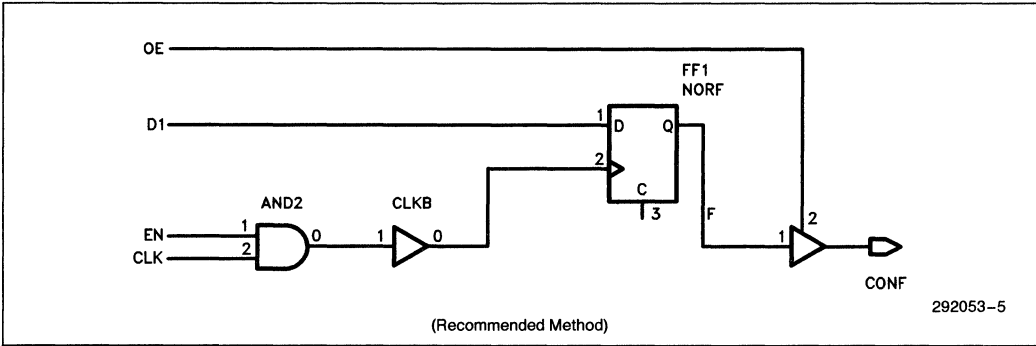 OE
FF1
NORF
2
D1
1
D
Q
2
C
3
F
AND2
CLKB
EN
1
0
1
0
1
CLK
2
CONF
292053-5
(Recommended Method)